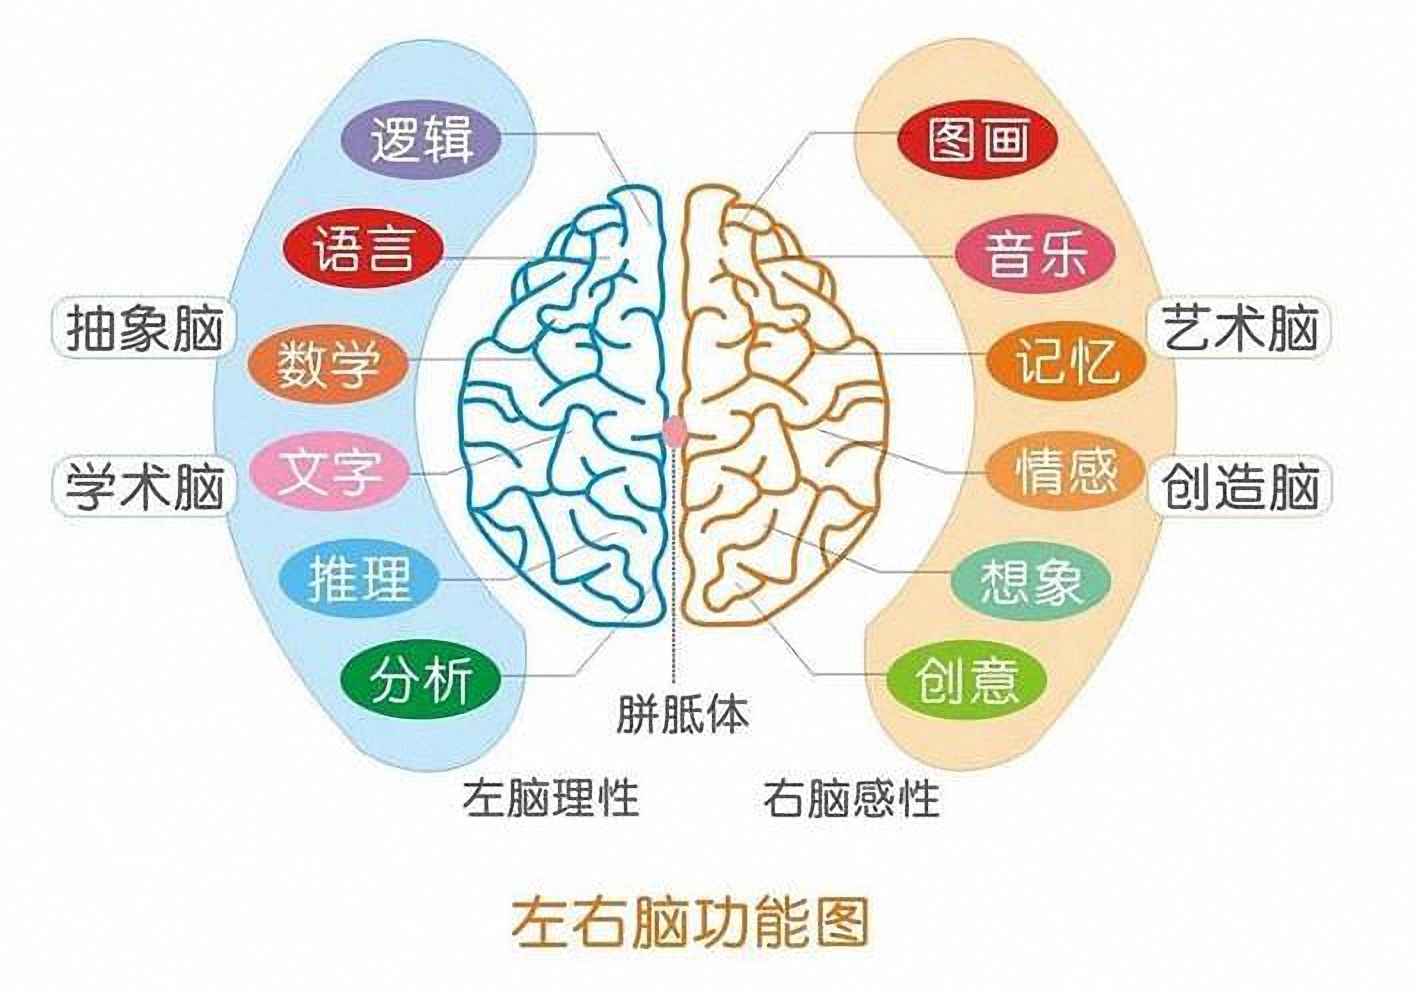 逻辑
语言
数学
文字
推理
分析
抽象脑
学术脑
图画
音乐
记忆
情感
想象
创意
艺术脑
创造脑
胼胝体
左脑理性
右脑感性
左右脑功能图